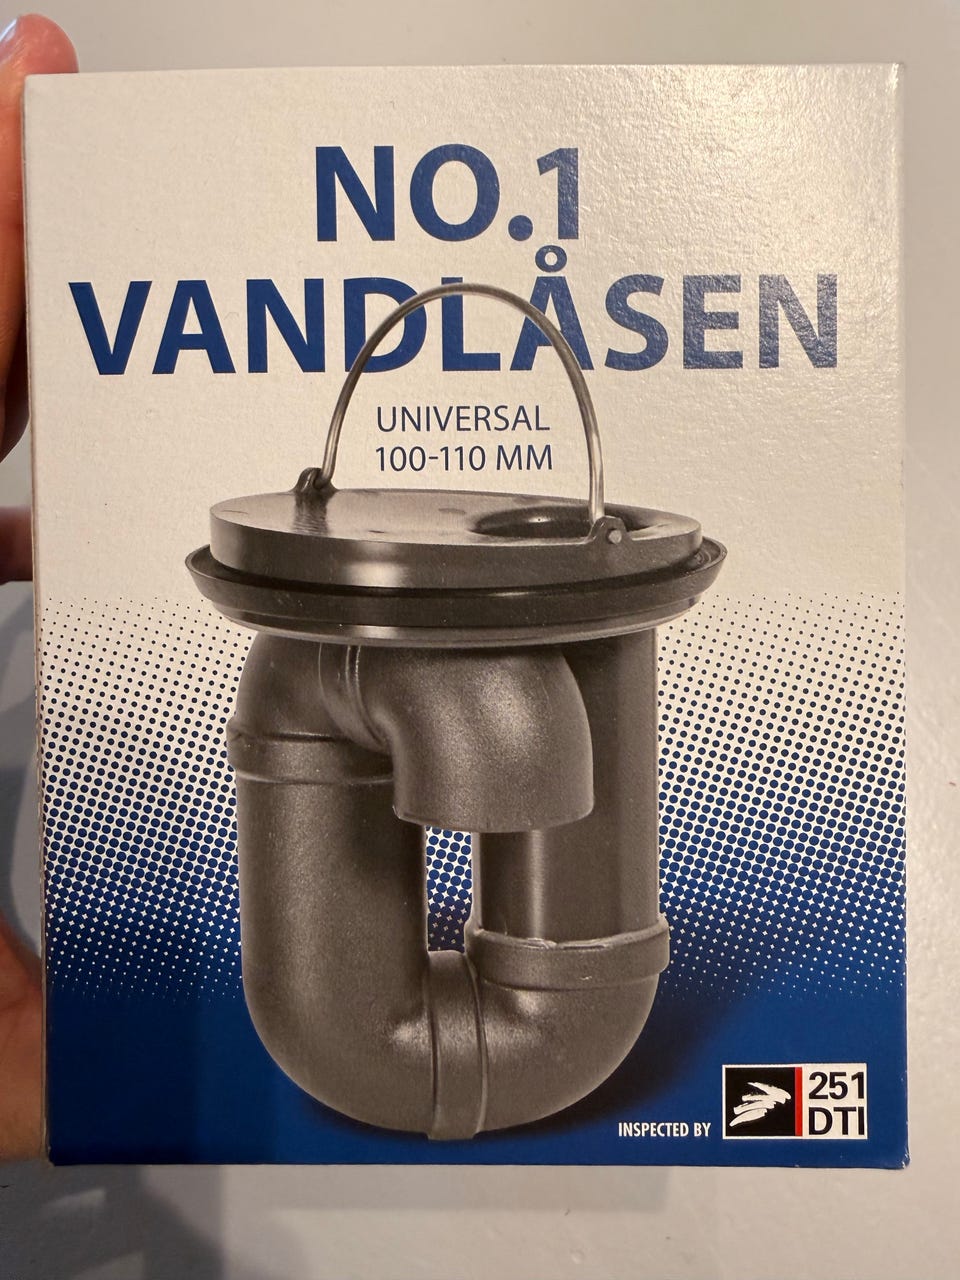 NO.1
VANDLÅSEN
UNIVERSAL
100-110 MM
INSPECTED BY
251
DTI